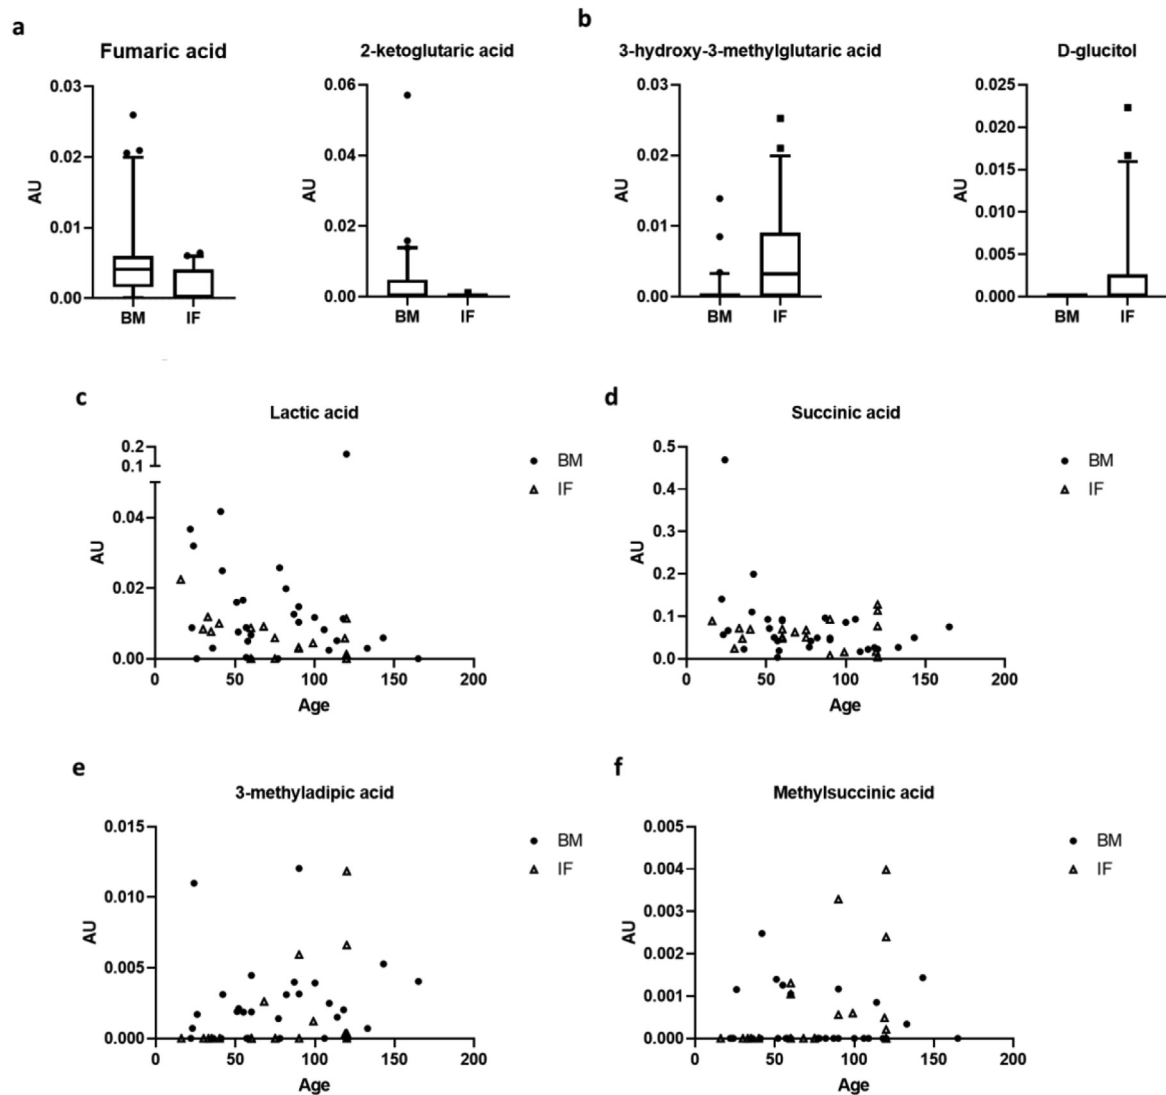 a
b
Fumaric acid
2-ketoglutaric acid
3-hydroxy-3-methylglutaric acid
D-glucitol
AU
0.03
0.02
0.01
0.00
BM
IF
AU
0.06
0.04
0.02
0.00
BM
IF
AU
0.03
0.02
0.01
0.00
BM
IF
AU
0.025
0.020
0.015
0.010
0.005
0.000
BM
IF
c
Lactic acid
AU
0.2
0.1
0.04
0.02
0.00
0
50
100
150
200
Age
BM
IF
d
Succinic acid
AU
0.5
0.4
0.3
0.2
0.1
0.0
0
50
100
150
200
Age
BM
IF
e
3-methyladipic acid
AU
0.015
0.010
0.005
0.000
0
50
100
150
200
Age
BM
IF
f
Methylsuccinic acid
AU
0.005
0.004
0.003
0.002
0.001
0.000
0
50
100
150
200
Age
BM
IF